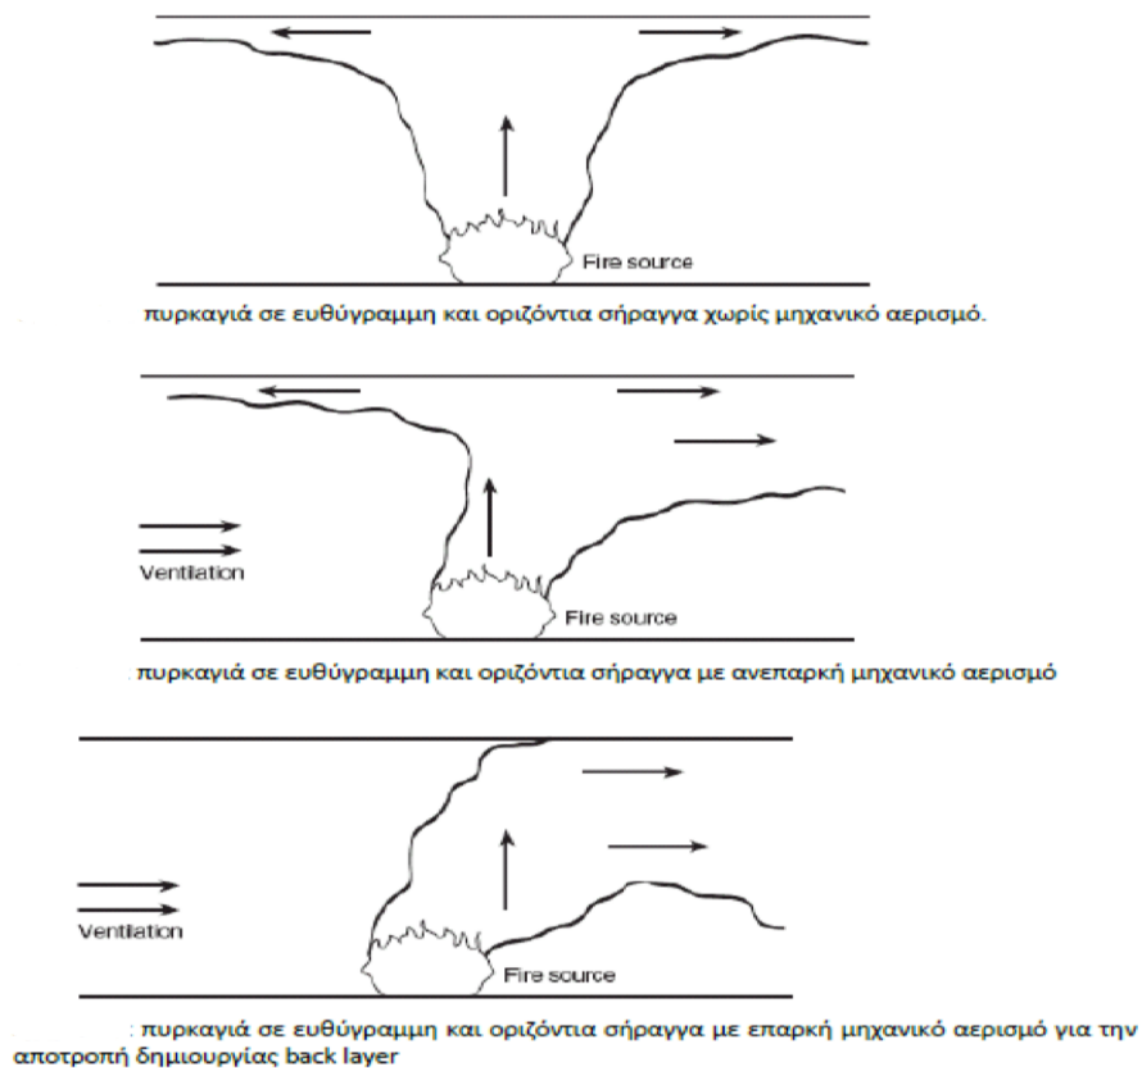 Fire source
πυρκαγιά σε ευθύγραμμη και οριζόντια σήραγγα χωρίς μηχανικό αερισμό.
Ventilation
Fire source
πυρκαγιά σε ευθύγραμμη και οριζόντια σήραγγα με ανεπαρκή μηχανικό αερισμό
Ventilation
Fire source
: πυρκαγιά σε ευθύγραμμη και οριζόντια σήραγγα με επαρκή μηχανικό αερισμό για την
αποτροπή δημιουργίας back layer